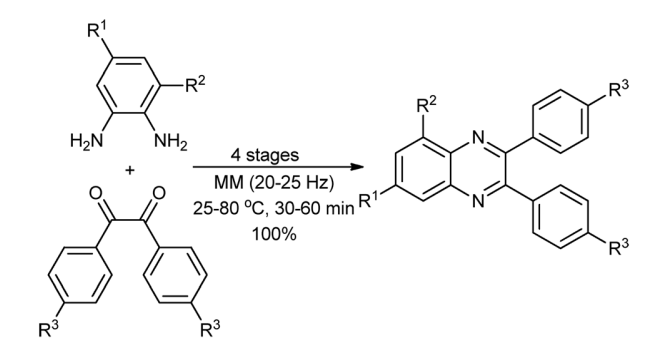 R¹
R²
H₂N NH₂
+
O O
R³ R³
4 stages
MM (20-25 Hz)
25-80 ºC, 30-60 min
100%
R²
N
R³
R¹
N
R³